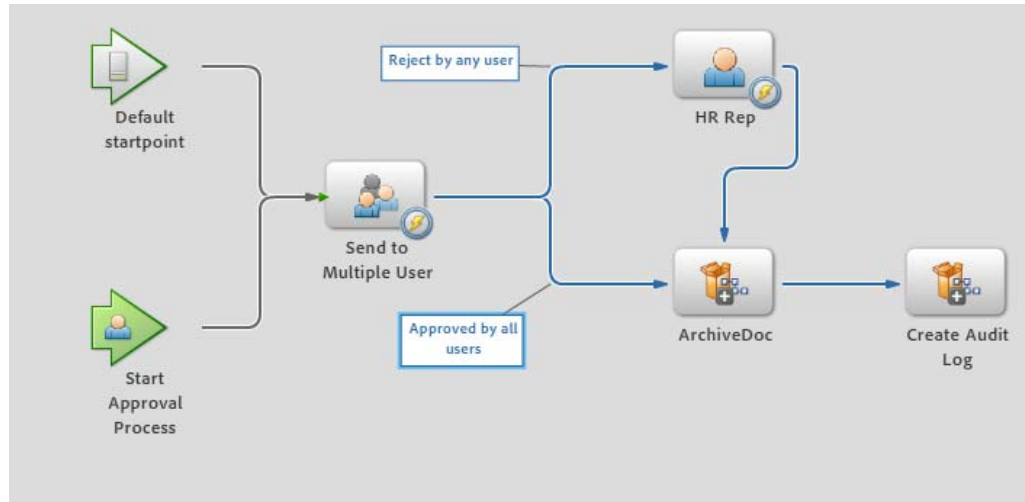 Default
startpoint
Start
Approval
Process
Send to
Multiple User
Reject by any user
Approved by all
users
HR Rep
ArchiveDoc
Create Audit
Log